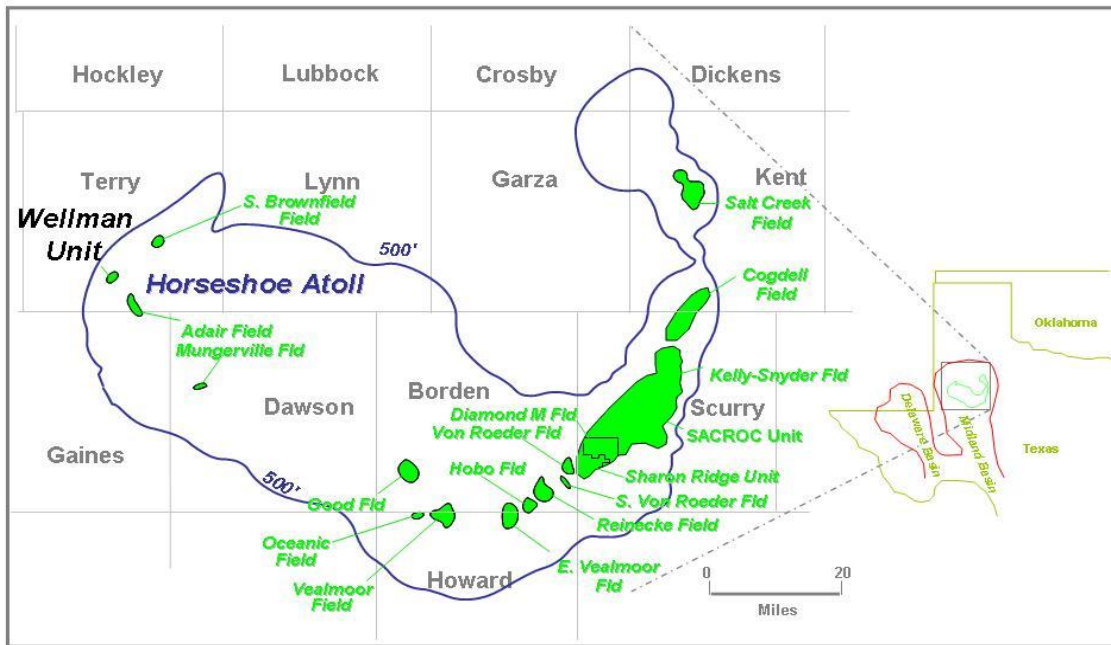 Hockley
Lubbock
Crosby
Dickens
Terry
Lynn
Garza
Kent
S. Brownfield
Field
Salt Creek
Field
Wellman
Unit
500'
Horseshoe Atoll
Cogdell
Field
Adair Field
Mungerville Fld
Oklahoma
Borden
Kelly-Snyder Fld
Dawson
Diamond M Fld
Scurry
Von Roeder Fld
SACROC Unit
Delaware Basin
Midland Basin
Texas
Gaines
Hobo Fld
Sharon Ridge Unit
500'
Good Fld
S. Von Roeder Fld
Reinecke Field
Oceanic
Field
E. Vealmoor
Fld
Vealmoor
Field
Howard
0 20
Miles